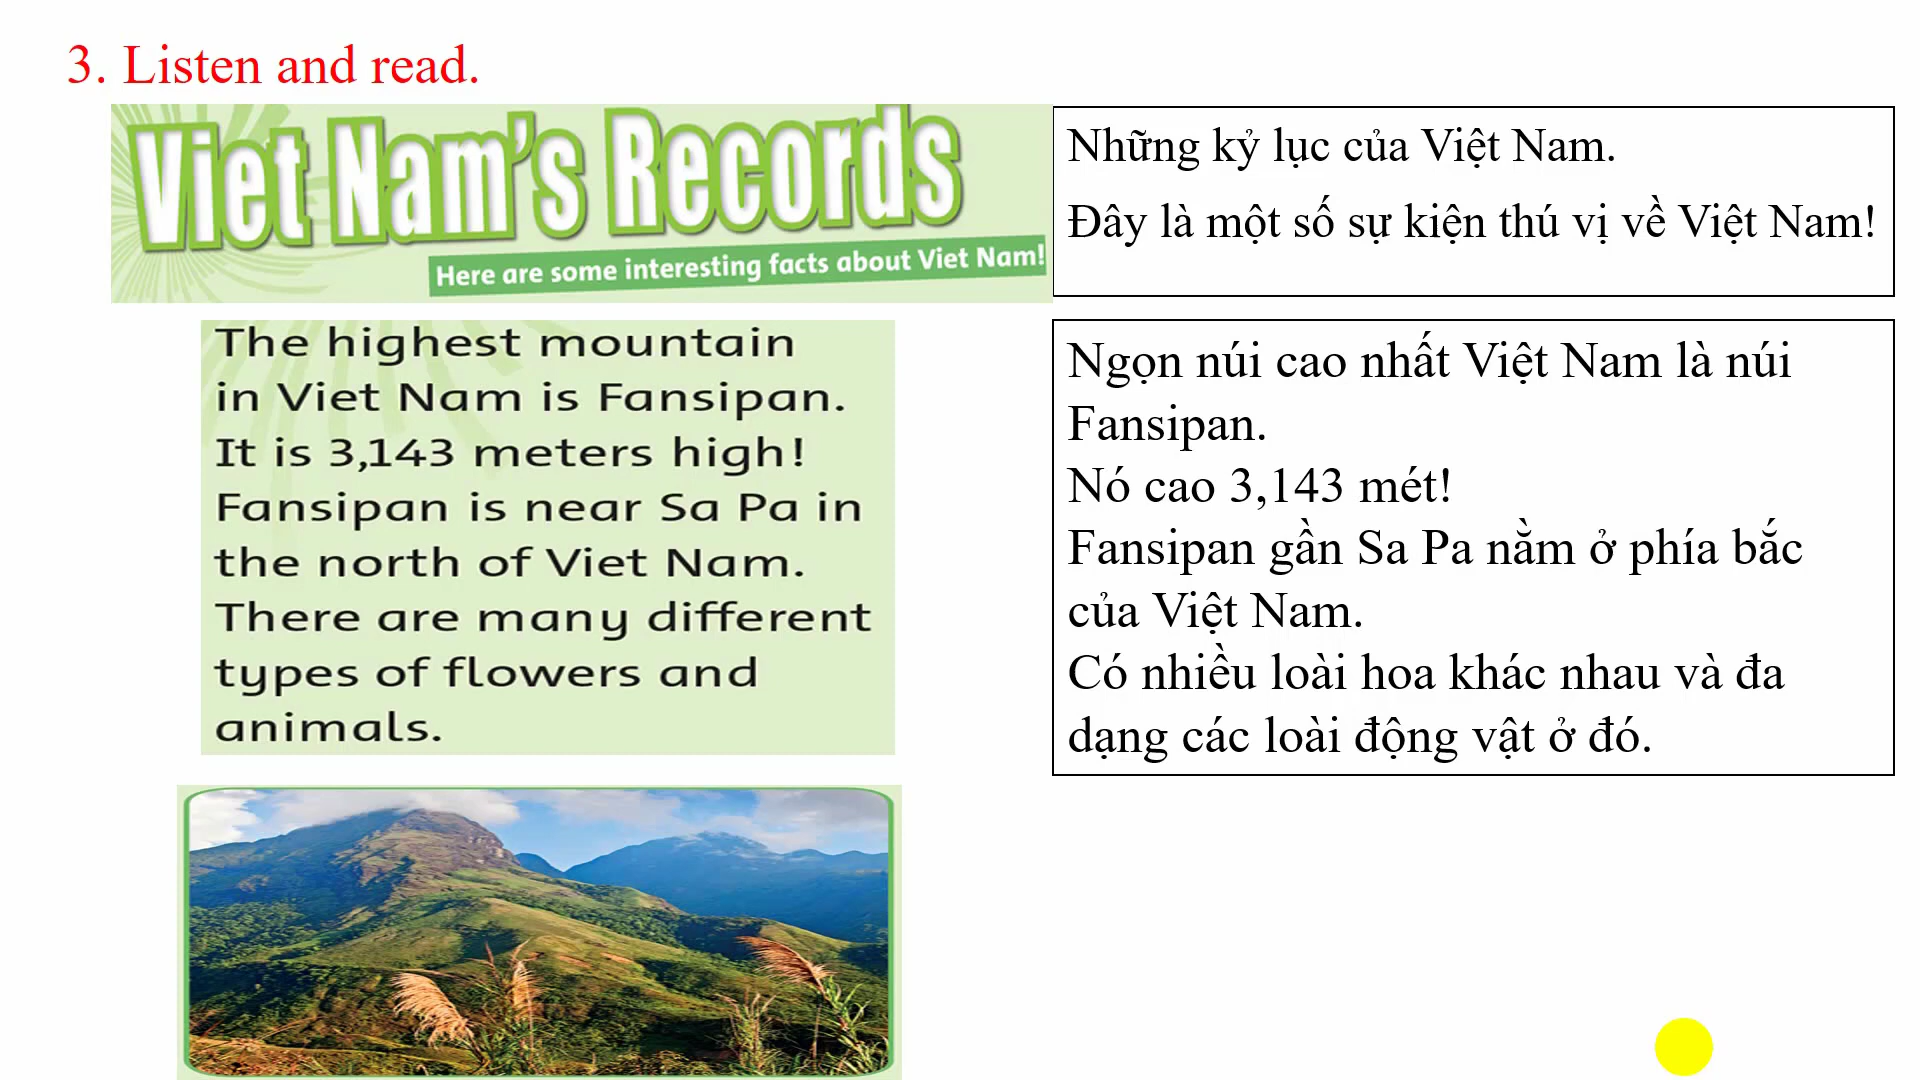 3. Listen and read.
Viet Nam's Records
Here are some interesting facts about Viet Nam!
Những kỷ lục của Việt Nam.
Đây là một số sự kiện thú vị về Việt Nam!
The highest mountain
in Viet Nam is Fansipan.
It is 3,143 meters high!
Fansipan is near Sa Pa in
the north of Viet Nam.
There are many different
types of flowers and
animals.
Ngọn núi cao nhất Việt Nam là núi
Fansipan.
Nó cao 3,143 mét!
Fansipan gần Sa Pa nằm ở phía bắc
của Việt Nam.
Có nhiều loài hoa khác nhau và đa
dạng các loài động vật ở đó.